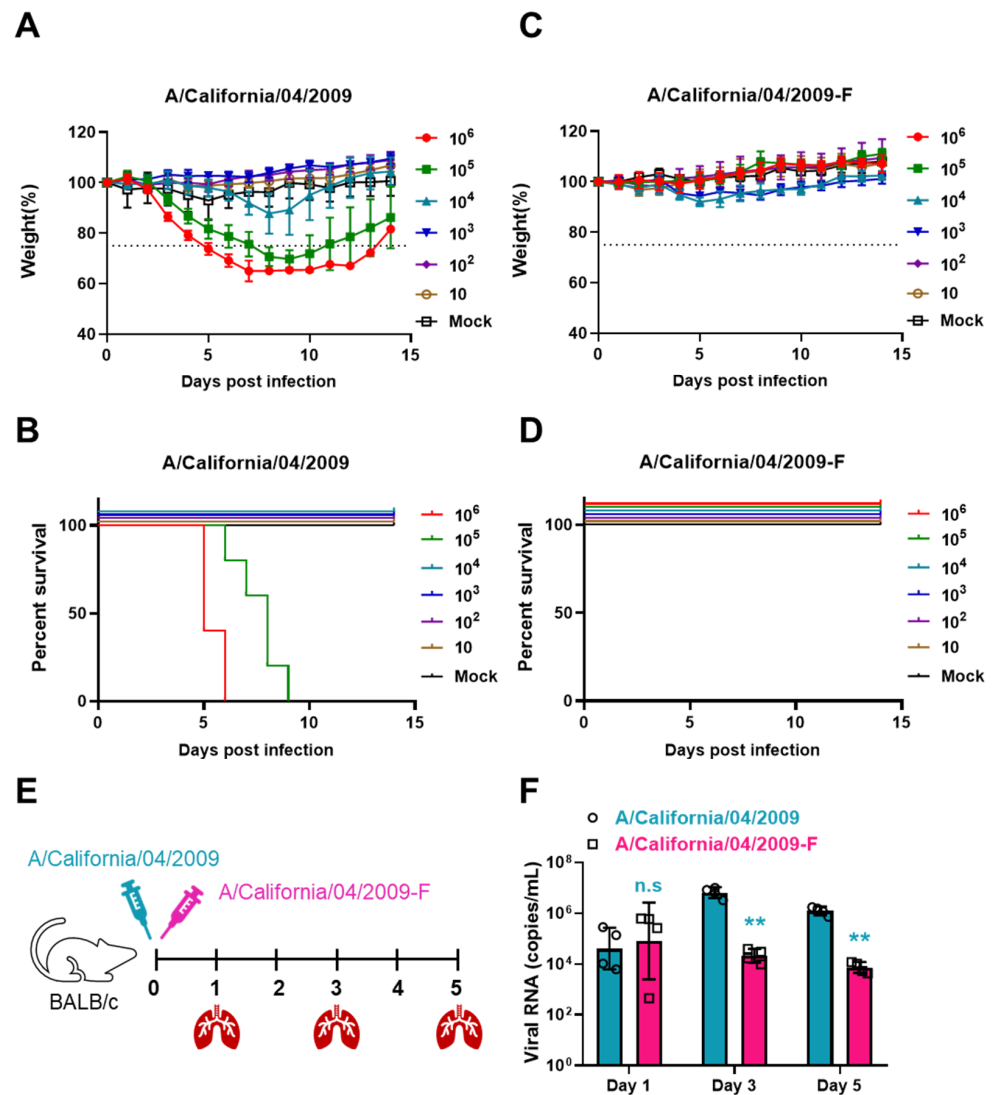 A
A/California/04/2009
Weight(%)
120
100
80
60
40
0
5
10
15
Days post infection
10⁶
10⁵
10⁴
10³
10²
10
Mock
C
A/California/04/2009-F
Weight(%)
120
100
80
60
40
0
5
10
15
Days post infection
10⁶
10⁵
10⁴
10³
10²
10
Mock
B
A/California/04/2009
Percent survival
100
50
0
0
5
10
15
Days post infection
10⁶
10⁵
10⁴
10³
10²
10
Mock
D
A/California/04/2009-F
Percent survival
100
50
0
0
5
10
15
Days post infection
10⁶
10⁵
10⁴
10³
10²
10
Mock
E
A/California/04/2009
A/California/04/2009-F
BALB/c
0
1
2
3
4
5
F
A/California/04/2009
A/California/04/2009-F
Viral RNA (copies/mL)
10⁸
10⁶
10⁴
10²
10⁰
n.s
**
**
Day 1
Day 3
Day 5